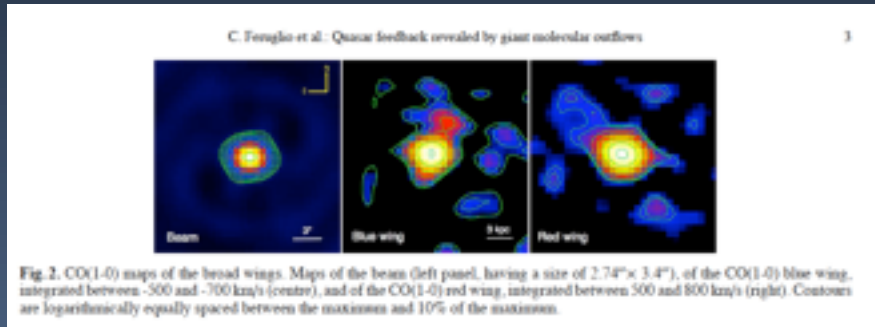 C. Feruglio et al.: Quasar feedback revealed by giant molecular outflows 3
Beam 2" Blue wing 3 kpc Red wing
Fig. 2. CO(1-0) maps of the broad wings. Maps of the beam (left panel, having a size of 2.74"× 3.4"), of the CO(1-0) blue wing,
integrated between -500 and -700 km/s (centre), and of the CO(1-0) red wing, integrated between 500 and 800 km/s (right). Contours
are logarithmically equally spaced between the maximum and 10% of the maximum.